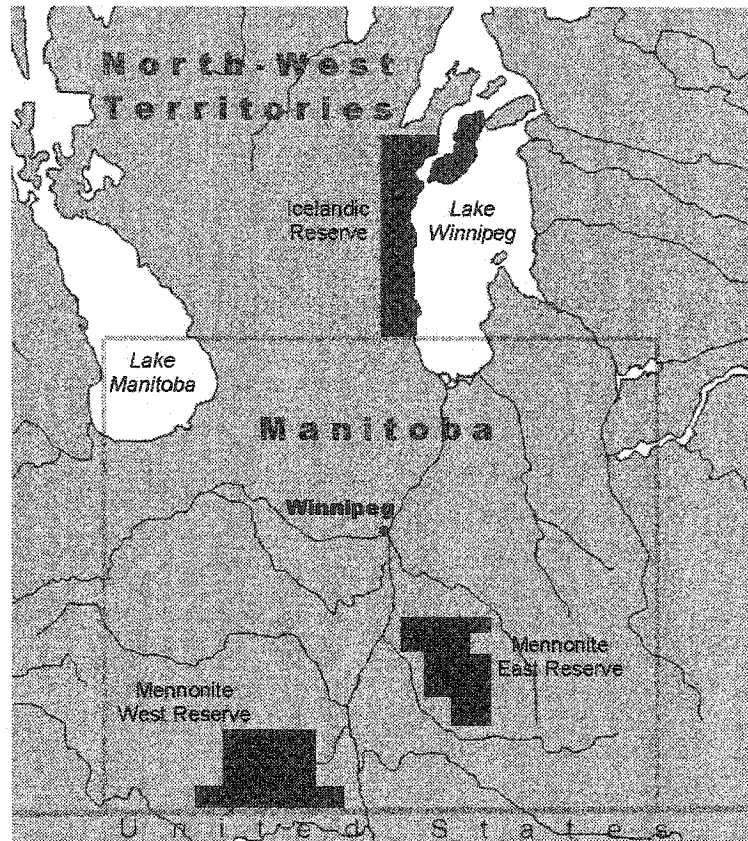 North-West
Territories
Icelandic
Reserve
Lake
Winnipeg
Lake
Manitoba
Manitoba
Winnipeg
Mennonite
East Reserve
Mennonite
West Reserve
United States